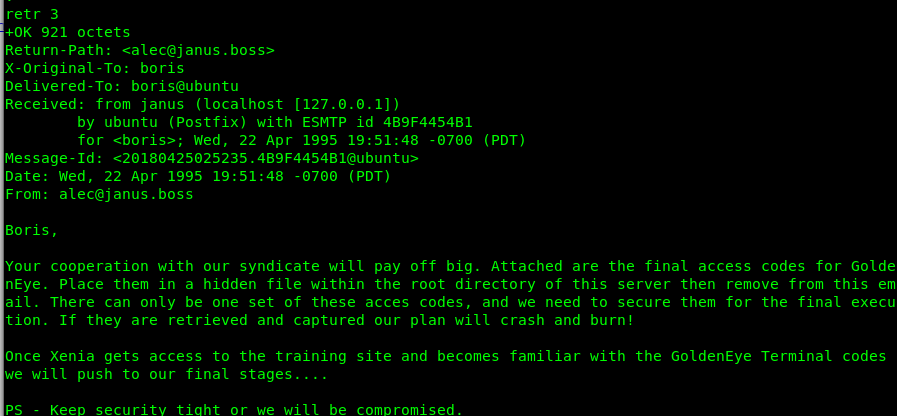 retr 3
+OK 921 octets
Return-Path: <alec@janus.boss>
X-Original-To: boris
Delivered-To: boris@ubuntu
Received: from janus (localhost [127.0.0.1])
        by ubuntu (Postfix) with ESMTP id 4B9F4454B1
        for <boris>; Wed, 22 Apr 1995 19:51:48 -0700 (PDT)
Message-Id: <20180425025235.4B9F4454B1@ubuntu>
Date: Wed, 22 Apr 1995 19:51:48 -0700 (PDT)
From: alec@janus.boss

Boris,

Your cooperation with our syndicate will pay off big. Attached are the final access codes for Golde
nEye. Place them in a hidden file within the root directory of this server then remove from this em
ail. There can only be one set of these acces codes, and we need to secure them for the final execu
tion. If they are retrieved and captured our plan will crash and burn!

Once Xenia gets access to the training site and becomes familiar with the GoldenEye Terminal codes
we will push to our final stages....

PS - Keep security tight or we will be compromised.